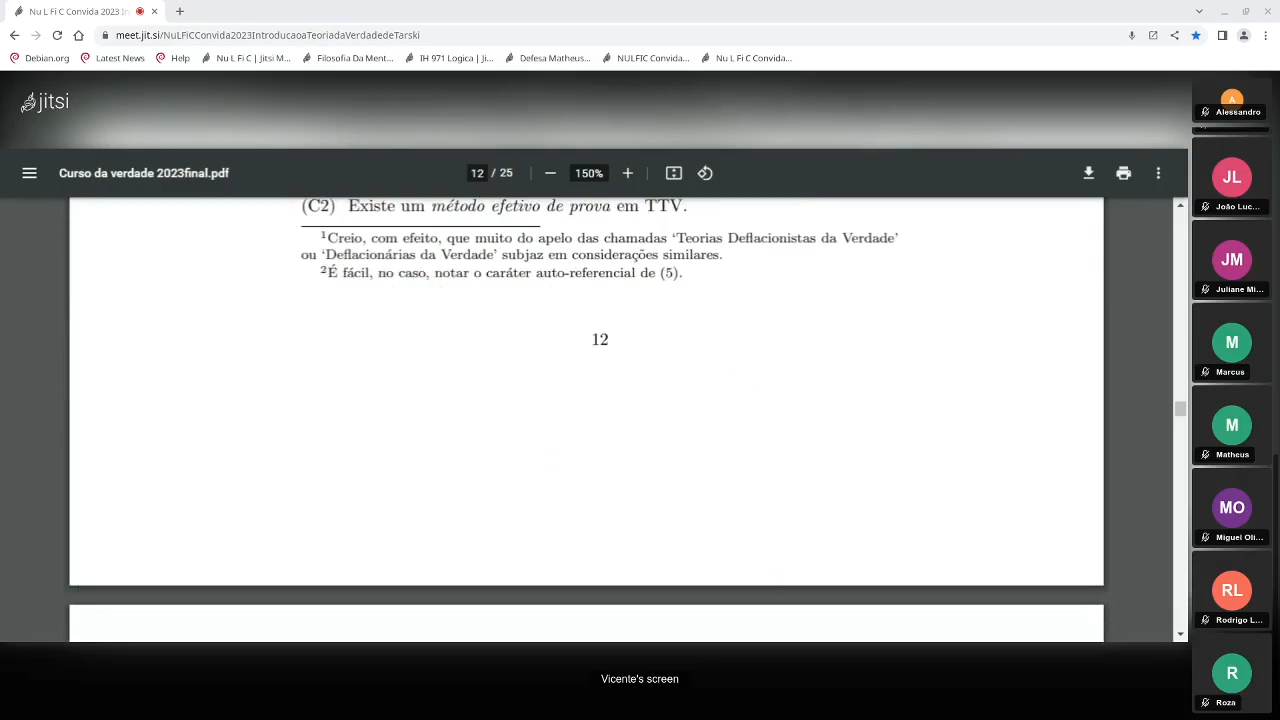 Nu L Fi C Convida 2023 In
meet.jit.si/NuLFiCConvida2023IntroducaoaTeoriadaVerdadedeTarski
Debian.org
Latest News
Help
Nu L Fi C | Jitsi M...
Filosofia Da Ment...
IH 971 Logica | Ji...
Defesa Matheus...
NULFIC Convida...
Nu L Fi C Convida...
jitsi
Curso da verdade 2023final.pdf
12 / 25
150%
(C2) Existe um método efetivo de prova em TTV.
1Creio, com efeito, que muito do apelo das chamadas ‘Teorias Deflacionistas da Verdade’
ou ‘Deflacionárias da Verdade’ subjaz em considerações similares.
2É fácil, no caso, notar o caráter auto-referencial de (5).
12
Vicente's screen
A
Alessandro
JL
João Luc...
JM
Juliane Mi...
M
Marcus
M
Matheus
MO
Miguel Oli...
RL
Rodrigo L...
R
Roza